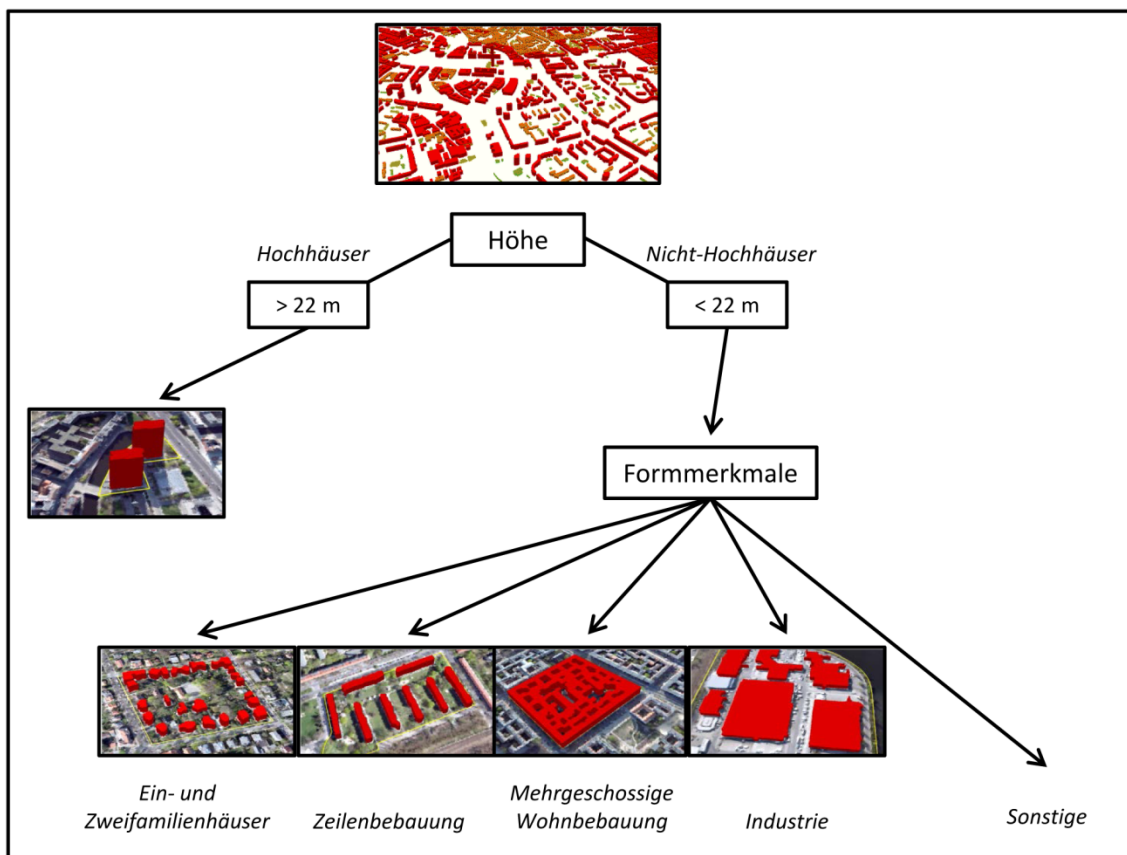 Höhe
Hochhäuser
Nicht-Hochhäuser
> 22 m
< 22 m
Formmerkmale
Ein- und
Zweifamilienhäuser
Zeilenbebauung
Mehrgeschossige
Wohnbebauung
Industrie
Sonstige